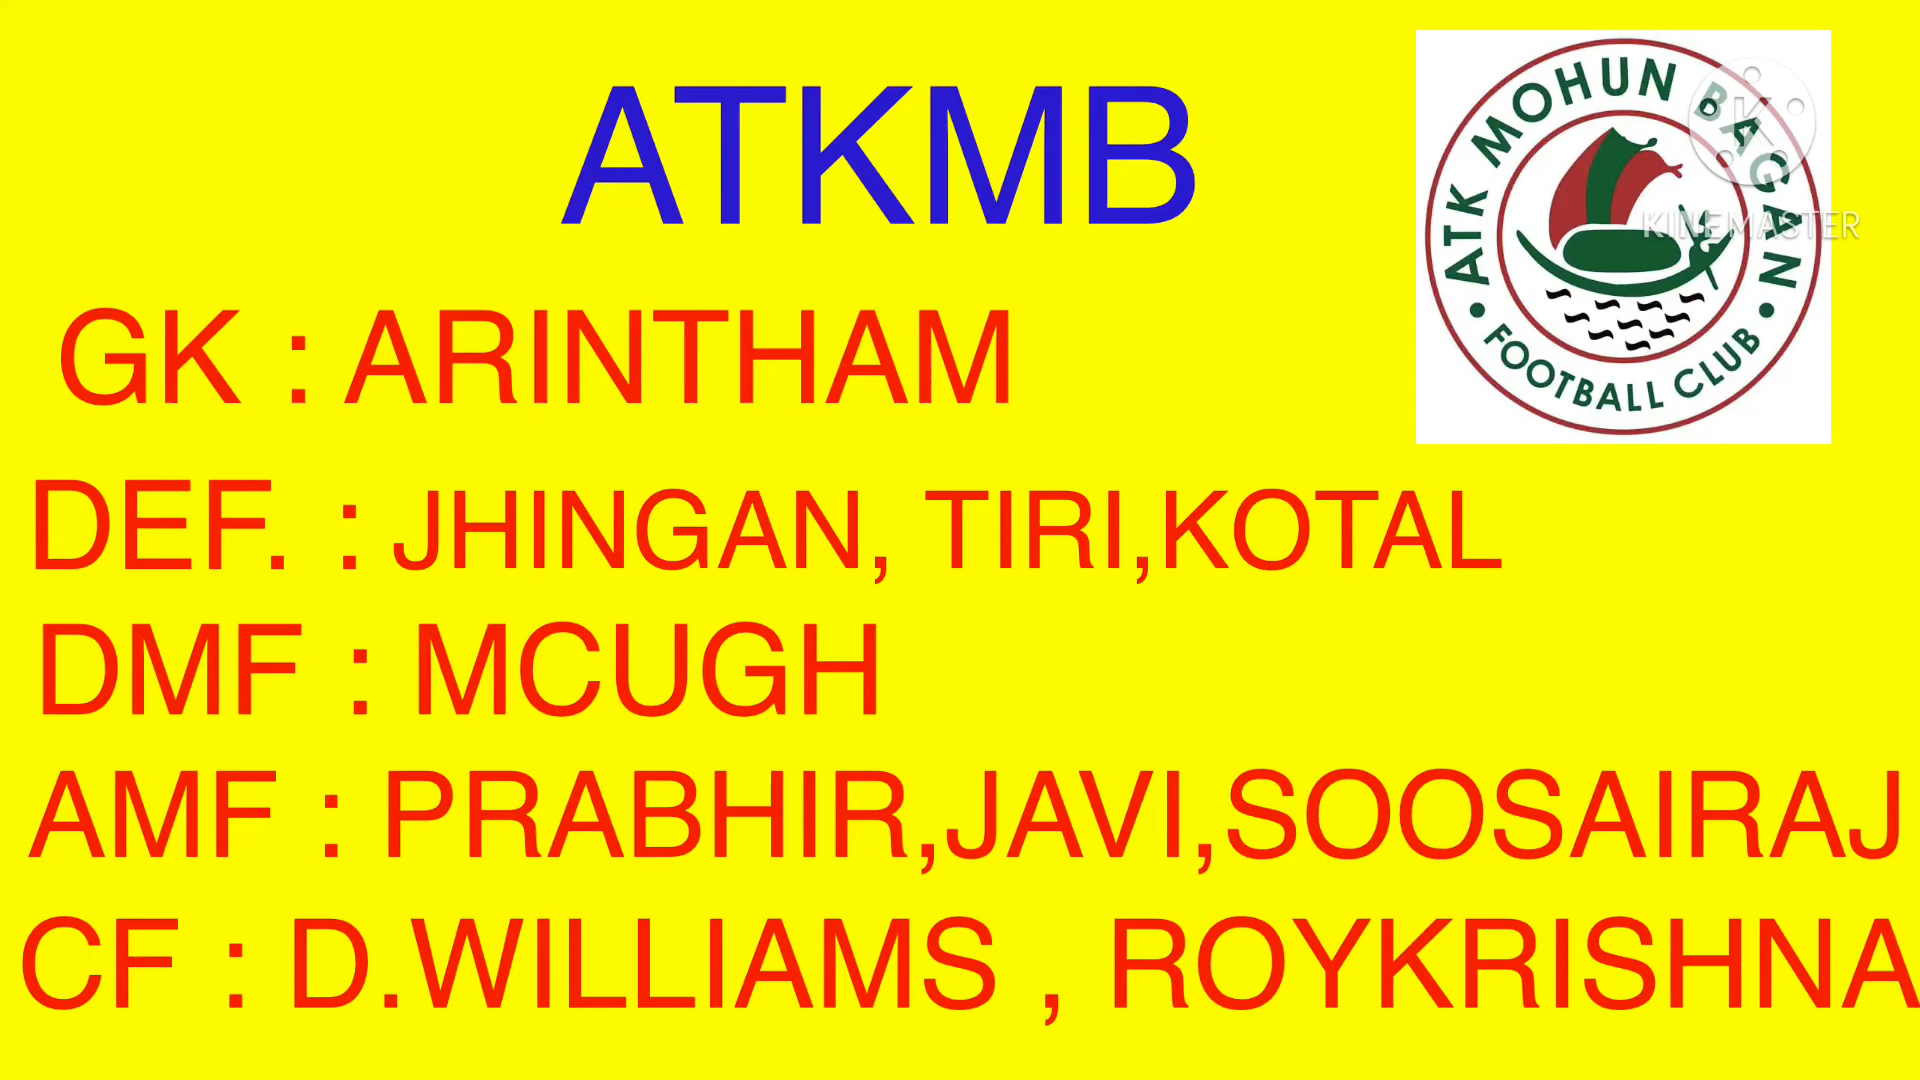 ATKMB
ATK MOHUN BAGAN
• FOOTBALL CLUB •
K
KINEMASTER
GK : ARINTHAM
DEF. : JHINGAN, TIRI,KOTAL
DMF : MCUGH
AMF : PRABHIR,JAVI,SOOSAIRAJ
CF : D.WILLIAMS , ROYKRISHNA